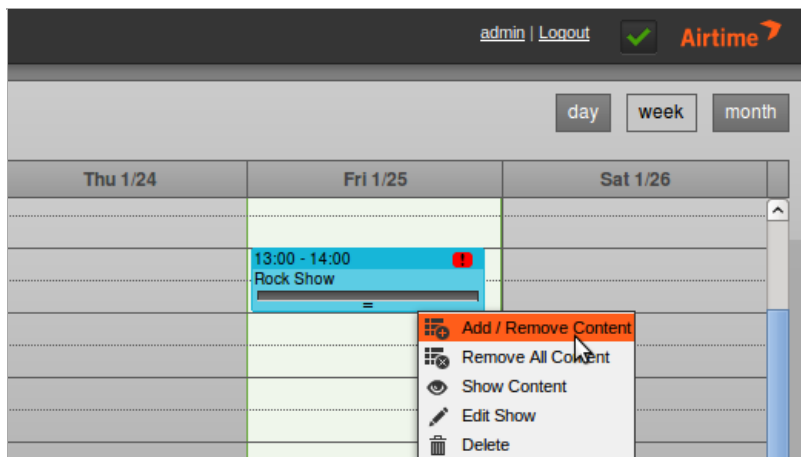 admin | Logout
Airtime
day week month
Thu 1/24 Fri 1/25 Sat 1/26
13:00 - 14:00
Rock Show
Add / Remove Content
Remove All Content
Show Content
Edit Show
Delete